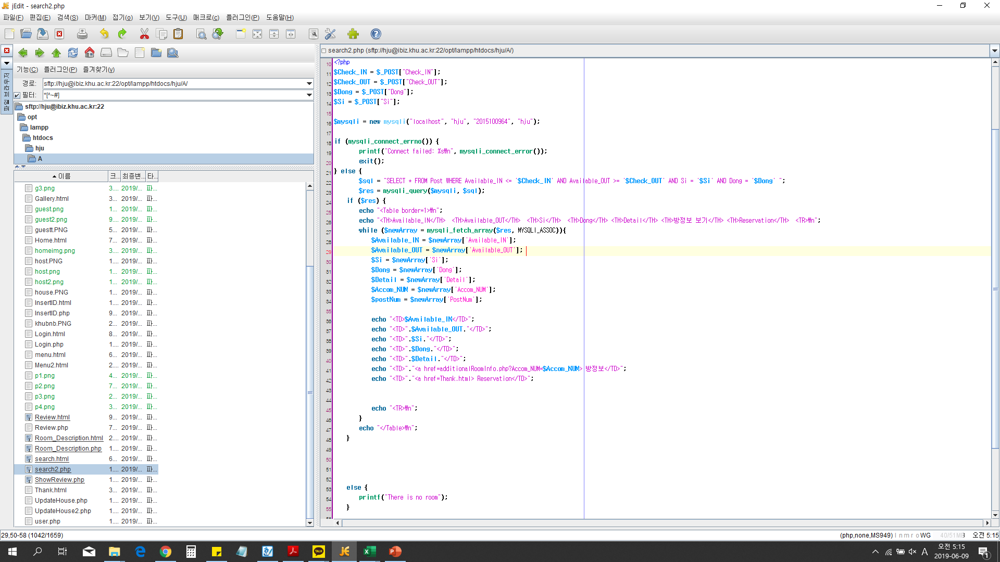 jEdit - search2.php
파일(F) 편집(E) 검색(S) 마커(M) 접기(o) 보기(V) 도구(U) 매크로(c) 플러그인(P) 도움말(H)
search2.php (sftp://hju@ibiz.khu.ac.kr:22/opt/lampp/htdocs/hju/A/)
기능(C) 플러그인(P) 즐겨찾기(v)
경로: sftp://hju@ibiz.khu.ac.kr:22/opt/lampp/htdocs/hju/A/
필터: *[^~#]
sftp://hju@ibiz.khu.ac.kr:22
opt
lampp
htdocs
hju
A
이름 크... 최종변... 타...
g3.png 3.... 2019/... 파...
Gallery.html 3... 2019/... 파...
guest.png 1... 2019/... 파...
guest2.png 9.... 2019/... 파...
guestt.PNG 5... 2019/... 파...
Home.html 7... 2019/... 파...
homeimg.png 3.... 2019/... 파...
host.PNG 1... 2019/... 파...
host.png 1... 2019/... 파...
host2.png 1... 2019/... 파...
house.PNG 1... 2019/... 파...
InsertID.html 1.... 2019/... 파...
InsertID.php 9... 2019/... 파...
khubnb.PNG 2... 2019/... 파...
Login.html 8... 2019/... 파...
Login.php 1.... 2019/... 파...
menu.html 6... 2019/... 파...
Menu2.html 2... 2019/... 파...
p1.png 4... 2019/... 파...
p2.png 7... 2019/... 파...
p3.png 2... 2019/... 파...
p4.png 3... 2019/... 파...
Review.html 9... 2019/... 파...
Review.php 7... 2019/... 파...
Room_Description.html 2.... 2019/... 파...
Room_Description.php 1.... 2019/... 파...
search.html 6... 2019/... 파...
search2.php 1.... 2019/... 파...
ShowReview.php 1.... 2019/... 파...
Thank.html 3... 2019/... 파...
UpdateHouse.php 1.... 2019/... 파...
UpdateHouse2.php 1.... 2019/... 파...
user.php 1.... 2019/... 파...
10 <?php
11 $Check_IN = $_POST["Check_IN"];
12 $Check_OUT = $_POST["Check_OUT"];
13 $Dong = $_POST["Dong"];
14 $Si = $_POST["Si"];
15
16 $mysqli = new mysqli("localhost", "hju", "2015100964", "hju");
17
18 if (mysqli_connect_errno()) {
19 printf("Connect failed: %s₩n", mysqli_connect_error());
20 exit();
21 } else {
22 $sql = "SELECT * FROM Post WHERE Available_IN <= '$Check_IN' AND Available_OUT >= '$Check_OUT' AND Si = '$Si' AND Dong = '$Dong' ";
23 $res = mysqli_query($mysqli, $sql);
24 if ($res) {
25 echo "<Table border=1>₩n";
26 echo "<TH>Available_IN</TH> <TH>Available_OUT</TH> <TH>Si</TH> <TH>Dong</TH> <TH>Detail</TH> <TH>방정보 보기</TH> <TH>Reservation</TH> <TR>₩n";
27 while ($newArray = mysqli_fetch_array($res, MYSQLI_ASSOC)){
28 $Available_IN = $newArray['Available_IN'];
29 $Available_OUT = $newArray['Available_OUT'];
30 $Si = $newArray['Si'];
31 $Dong = $newArray['Dong'];
32 $Detail = $newArray['Detail'];
33 $Accom_NUM = $newArray['Accom_NUM'];
34 $postNum = $newArray['PostNum'];
35
36 echo "<TD>$Available_IN</TD>";
37 echo "<TD>".$Available_OUT."</TD>";
38 echo "<TD>".$Si."</TD>";
39 echo "<TD>".$Dong."</TD>";
40 echo "<TD>".$Detail."</TD>";
41 echo "<TD>"."<a href=additionalRoomInfo.php?Accom_NUM=$Accom_NUM> 방정보</TD>";
42 echo "<TD>"."<a href=Thank.html> Reservation</TD>";
43
44
45 echo "<TR>₩n";
46 }
47 echo "</Table>₩n";
48 }
49
50
51
52
53 else {
54 printf("There is no room");
55 }
29,50-58 (1042/1659) (php,none,MS949) l n m r o WG 40/51MB 오전 5:15
TALK
오전 5:15
2019-06-09